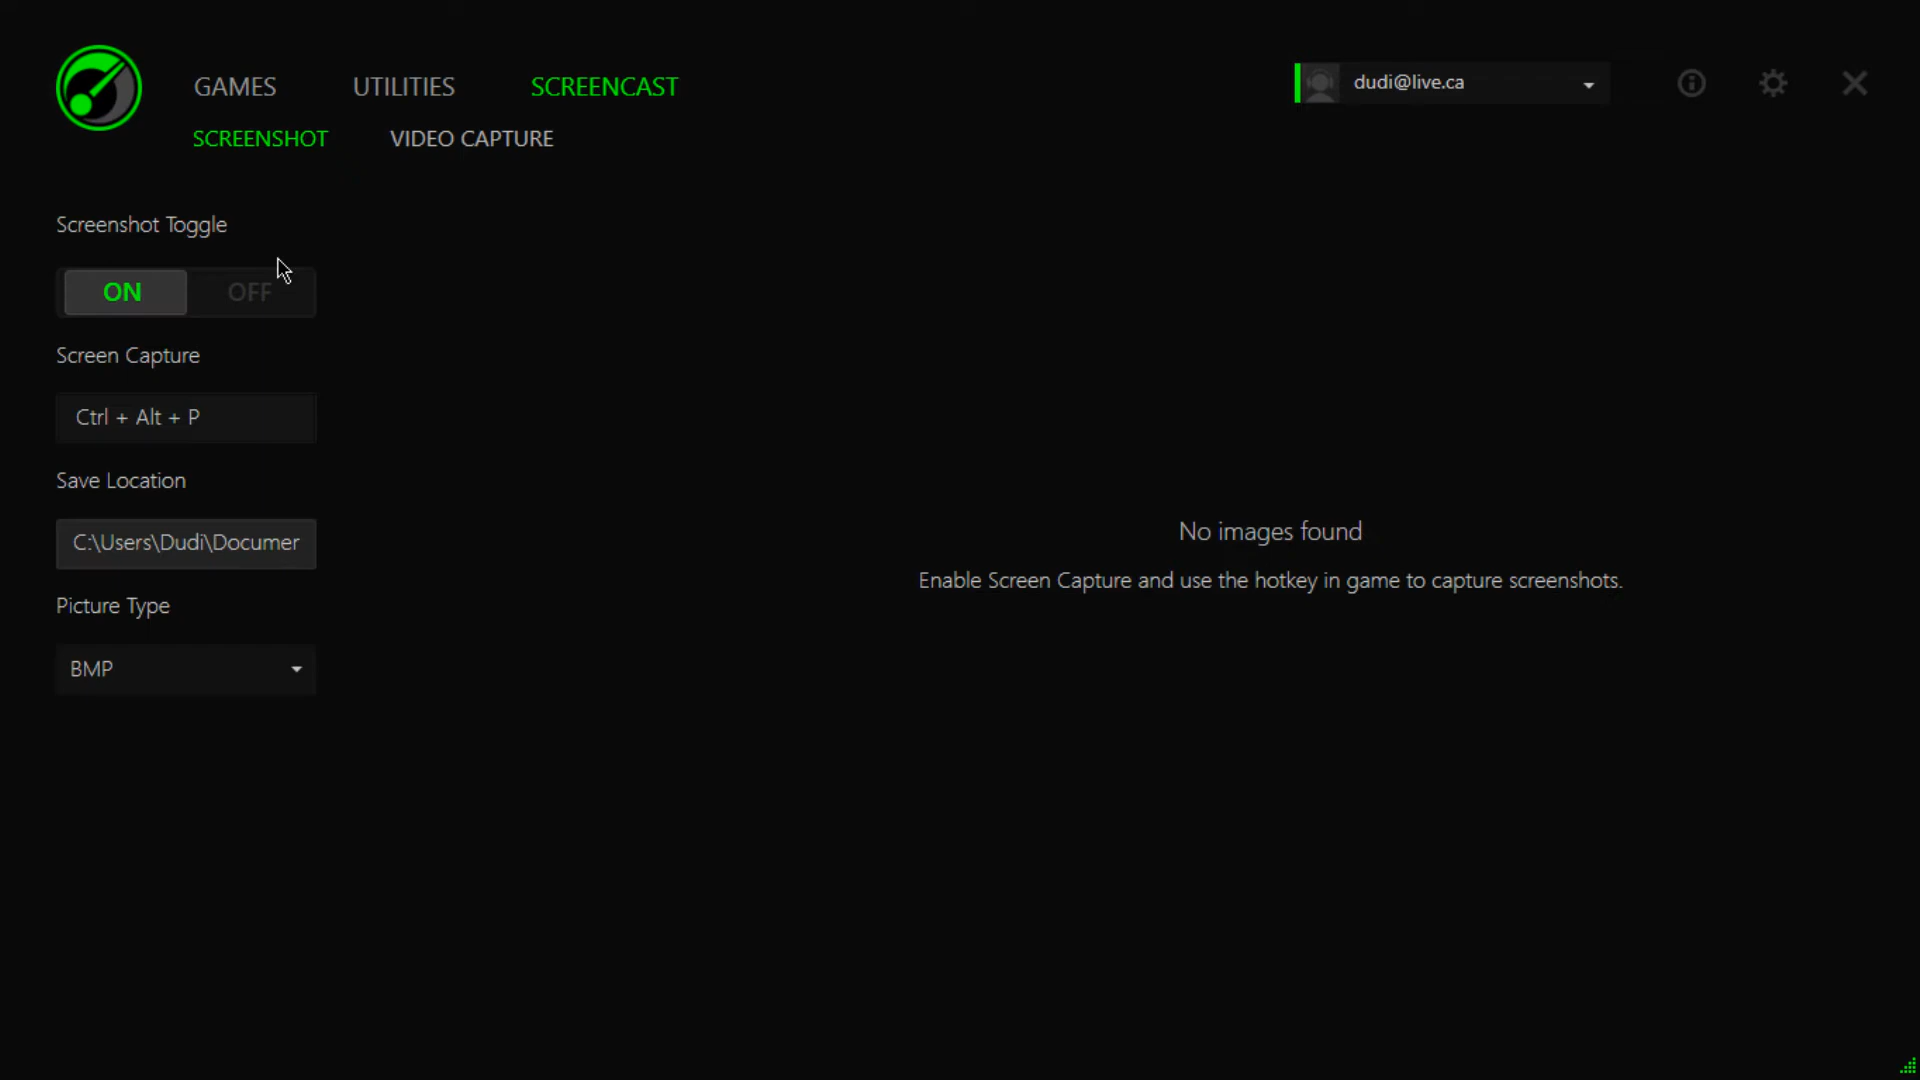 GAMES UTILITIES SCREENCAST dudi@live.ca
SCREENSHOT VIDEO CAPTURE
Screenshot Toggle
ON OFF
Screen Capture
Ctrl + Alt + P
Save Location
C:\Users\Dudi\Documer
No images found
Enable Screen Capture and use the hotkey in game to capture screenshots.
Picture Type
BMP